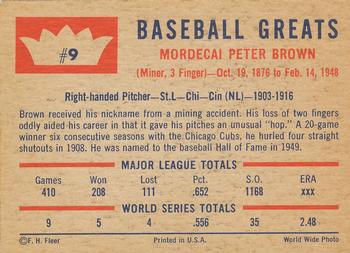 #9
BASEBALL GREATS
MORDECAI PETER BROWN
(Miner, 3 Finger)—Oct. 19, 1876 to Feb. 14, 1948
Right-handed Pitcher—St.L—Chi—Cin (NL)—1903-1916
Brown received his nickname from a mining accident. His loss of two fingers
oddly aided his career in that it gave his pitches an unusual "hop." A 20-game
winner six consecutive seasons with the Chicago Cubs, he hurled four straight
shutouts in 1908. He was named to the baseball Hall of Fame in 1949.
MAJOR LEAGUE TOTALS
Games Won Lost Pct. S.O. ERA
410 208 111 .652 1168 xxx
WORLD SERIES TOTALS
9 5 4 .556 35 2.48
© F. H. Fleer Printed in U.S.A. World Wide Photo